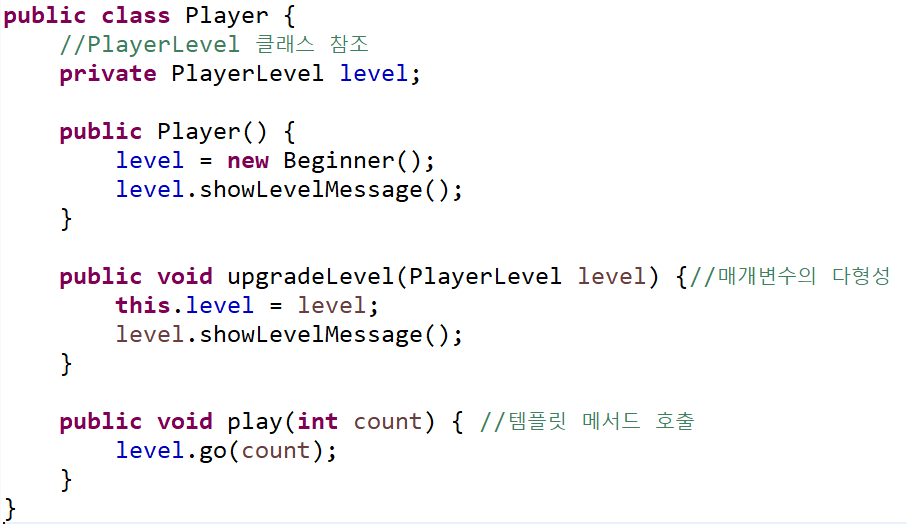 public class Player {
    //PlayerLevel 클래스 참조
    private PlayerLevel level;

    public Player() {
        level = new Beginner();
        level.showLevelMessage();
    }

    public void upgradeLevel(PlayerLevel level) {//매개변수의 다형성
        this.level = level;
        level.showLevelMessage();
    }

    public void play(int count) { //템플릿 메서드 호출
        level.go(count);
    }
}